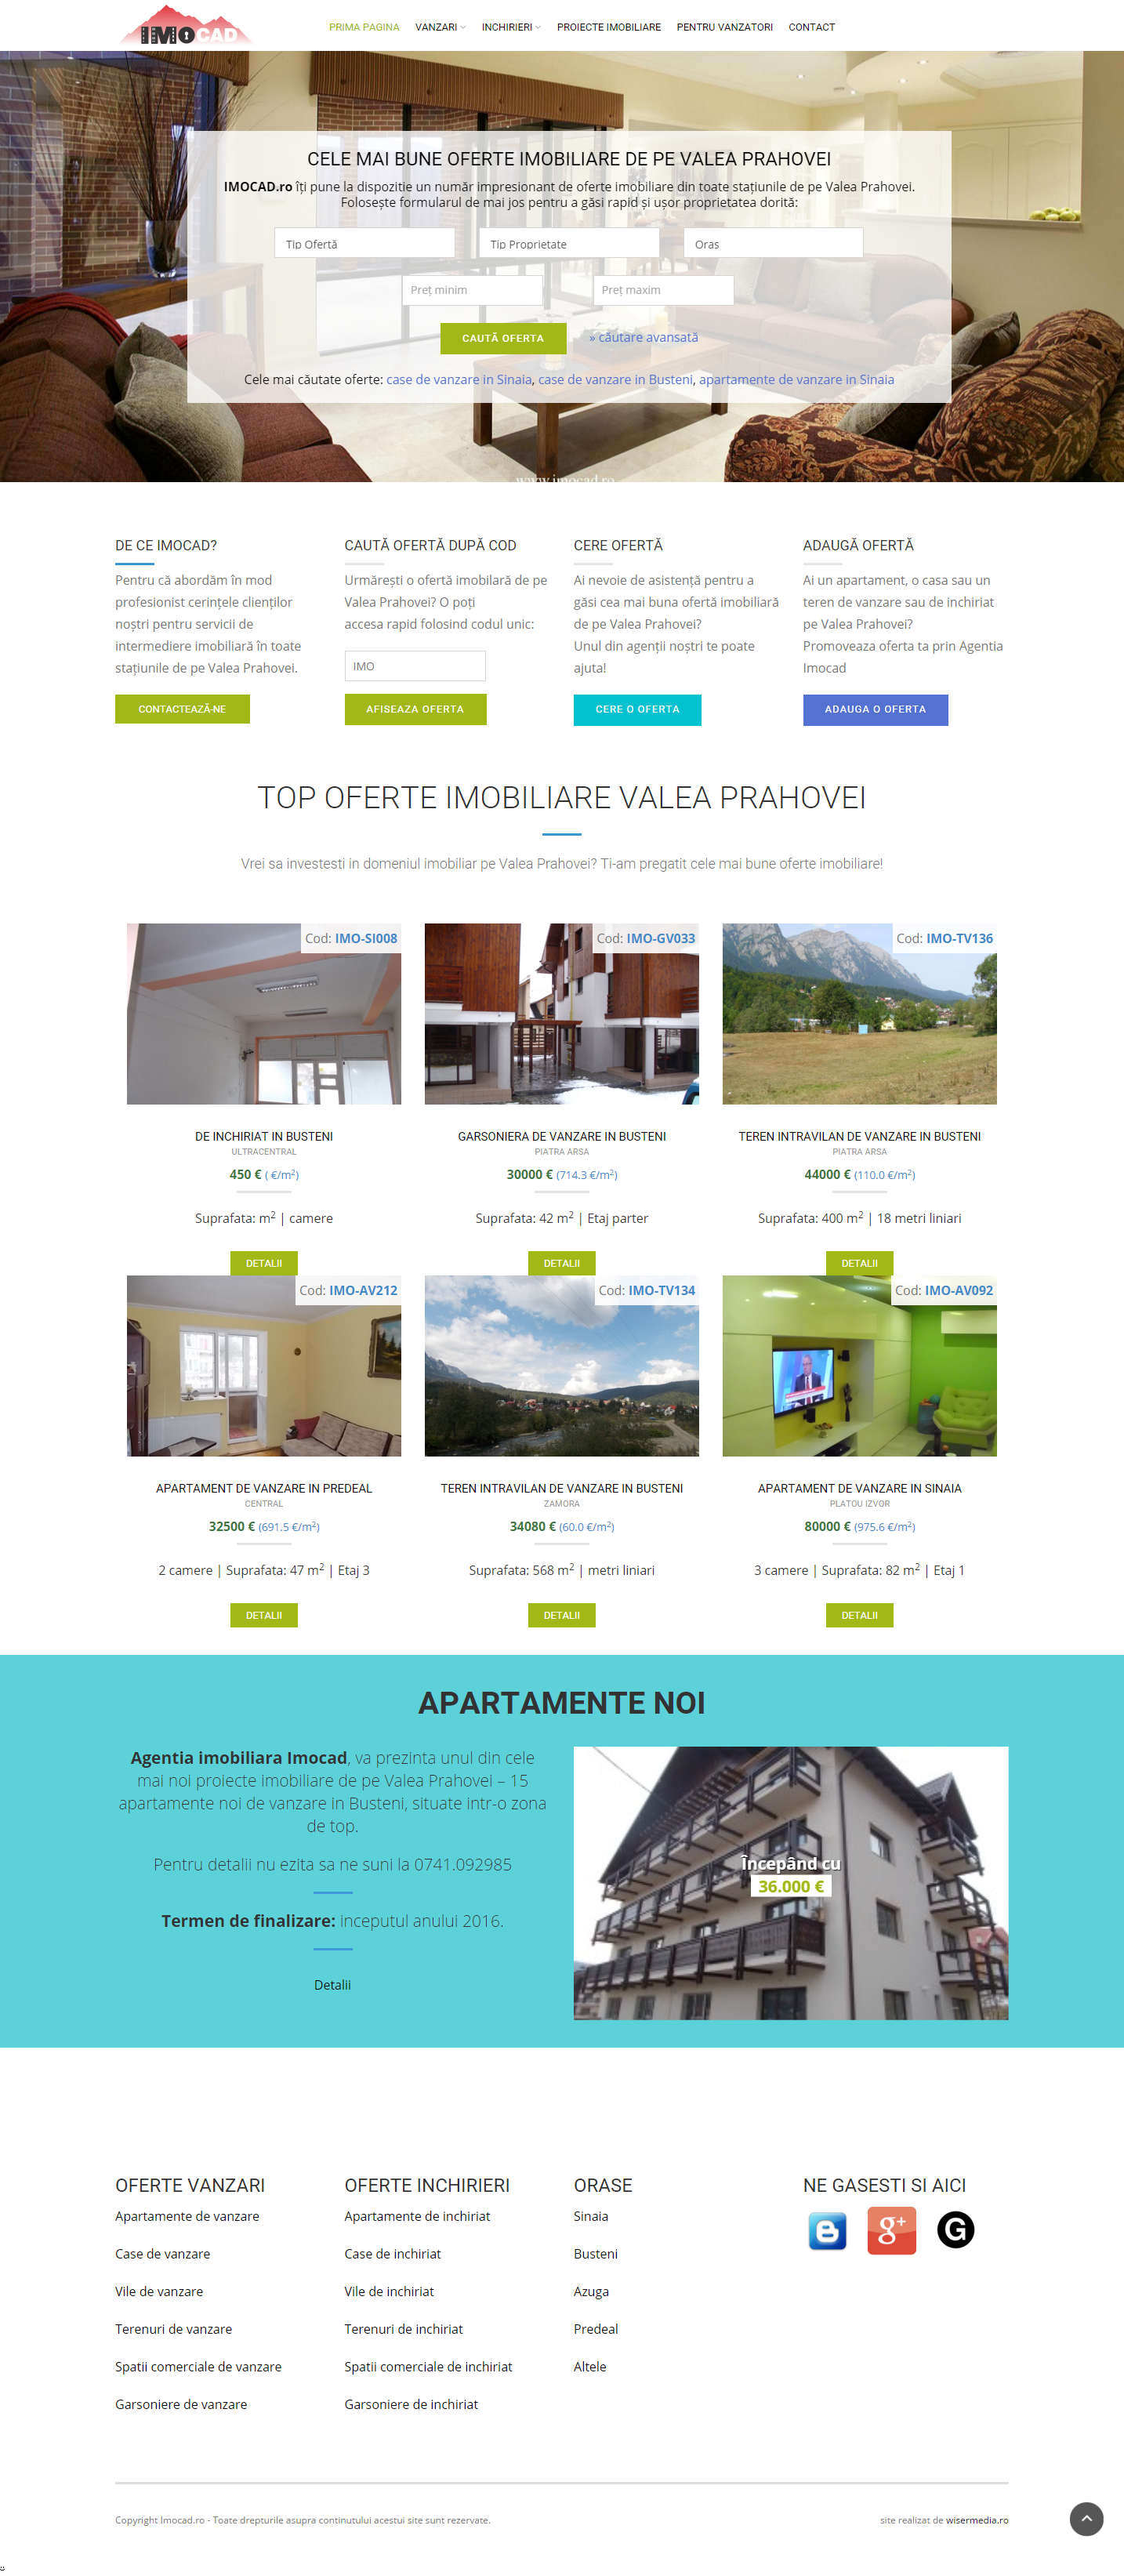 IMOCAD
PRIMA PAGINA VANZARI INCHIRIERI PROIECTE IMOBILIARE PENTRU VANZATORI CONTACT
CELE MAI BUNE OFERTE IMOBILIARE DE PE VALEA PRAHOVEI
IMOCAD.ro îți pune la dispozitie un număr impresionant de oferte imobiliare din toate stațiunile de pe Valea Prahovei.
Folosește formularul de mai jos pentru a găsi rapid și ușor proprietatea dorită:
Tip Ofertă Tip Proprietate Oras
Preț minim Preț maxim
CAUTĂ OFERTA » căutare avansată
Cele mai căutate oferte: case de vanzare in Sinaia, case de vanzare in Busteni, apartamente de vanzare in Sinaia
www.imocad.ro
DE CE IMOCAD?
Pentru că abordăm în mod
profesionist cerințele clienților
noștri pentru servicii de
intermediere imobiliară în toate
stațiunile de pe Valea Prahovei.
CONTACTEAZĂ-NE
CAUTĂ OFERTĂ DUPĂ COD
Urmărești o ofertă imobilară de pe
Valea Prahovei? O poți
accesa rapid folosind codul unic:
IMO
AFISEAZA OFERTA
CERE OFERTĂ
Ai nevoie de asistență pentru a
găsi cea mai buna ofertă imobiliară
de pe Valea Prahovei?
Unul din agenții noștri te poate
ajuta!
CERE O OFERTA
ADAUGĂ OFERTĂ
Ai un apartament, o casa sau un
teren de vanzare sau de inchiriat
pe Valea Prahovei?
Promoveaza oferta ta prin Agentia
Imocad
ADAUGA O OFERTA
TOP OFERTE IMOBILIARE VALEA PRAHOVEI
Vrei sa investesti in domeniul imobiliar pe Valea Prahovei? Ti-am pregatit cele mai bune oferte imobiliare!
Cod: IMO-SI008
DE INCHIRIAT IN BUSTENI
ULTRACENTRAL
450 € ( €/m²)
Suprafata: m² | camere
DETALII
Cod: IMO-GV033
GARSONIERA DE VANZARE IN BUSTENI
PIATRA ARSA
30000 € (714.3 €/m²)
Suprafata: 42 m² | Etaj parter
DETALII
Cod: IMO-TV136
TEREN INTRAVILAN DE VANZARE IN BUSTENI
PIATRA ARSA
44000 € (110.0 €/m²)
Suprafata: 400 m² | 18 metri liniari
DETALII
Cod: IMO-AV212
APARTAMENT DE VANZARE IN PREDEAL
CENTRAL
32500 € (691.5 €/m²)
2 camere | Suprafata: 47 m² | Etaj 3
DETALII
Cod: IMO-TV134
TEREN INTRAVILAN DE VANZARE IN BUSTENI
ZAMORA
34080 € (60.0 €/m²)
Suprafata: 568 m² | metri liniari
DETALII
Cod: IMO-AV092
APARTAMENT DE VANZARE IN SINAIA
PLATOU IZVOR
80000 € (975.6 €/m²)
3 camere | Suprafata: 82 m² | Etaj 1
DETALII
APARTAMENTE NOI
Agentia imobiliara Imocad, va prezinta unul din cele
mai noi proiecte imobiliare de pe Valea Prahovei – 15
apartamente noi de vanzare in Busteni, situate intr-o zona
de top.
Pentru detalii nu ezita sa ne suni la 0741.092985
Termen de finalizare: inceputul anului 2016.
Detalii
Începând cu
36.000 €
OFERTE VANZARI
Apartamente de vanzare
Case de vanzare
Vile de vanzare
Terenuri de vanzare
Spatii comerciale de vanzare
Garsoniere de vanzare
OFERTE INCHIRIERI
Apartamente de inchiriat
Case de inchiriat
Vile de inchiriat
Terenuri de inchiriat
Spatii comerciale de inchiriat
Garsoniere de inchiriat
ORASE
Sinaia
Busteni
Azuga
Predeal
Altele
NE GASESTI SI AICI
B g+ G
Copyright Imocad.ro - Toate drepturile asupra continutului acestui site sunt rezervate.
site realizat de wisermedia.ro